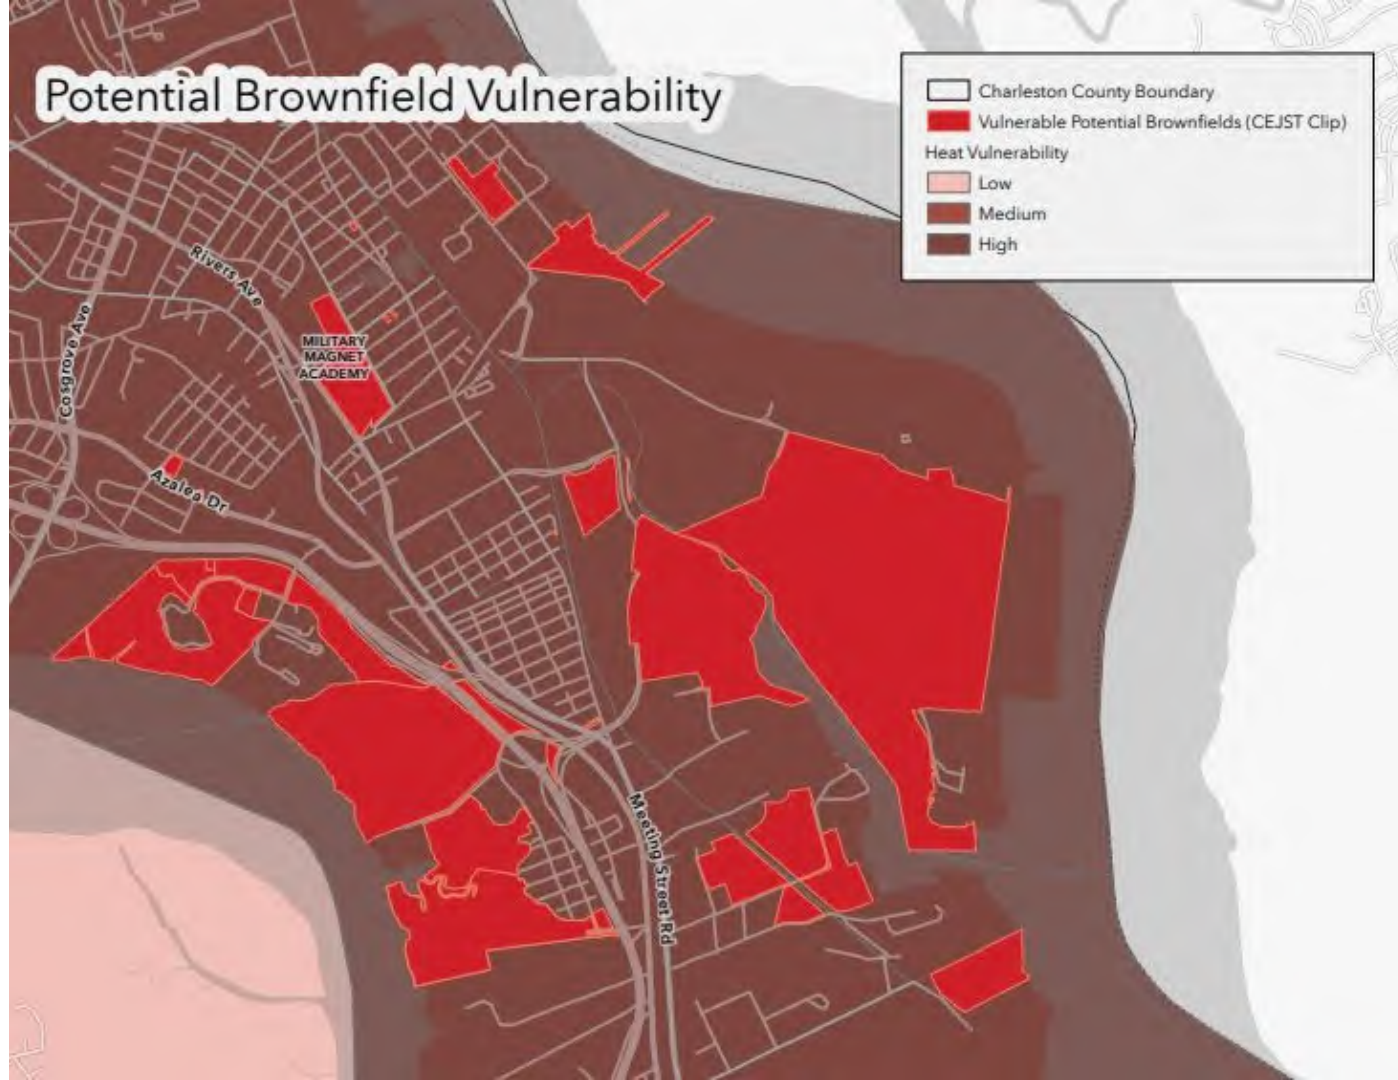 Potential Brownfield Vulnerability
Charleston County Boundary
Vulnerable Potential Brownfields (CEJST Clip)
Heat Vulnerability
Low
Medium
High
Rivers Ave
Cosgrove Ave
MILITARY
MAGNET
ACADEMY
Azalea Dr
Meeting Street Rd